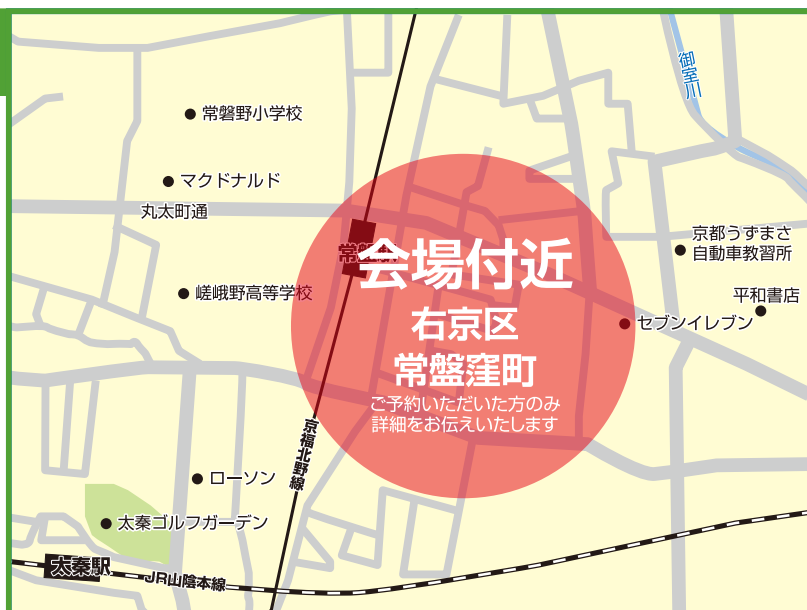 御室川
常磐野小学校
マクドナルド
丸太町通
京都うずまさ
自動車教習所
常盤駅
会場付近
嵯峨野高等学校
平和書店
右京区
セブンイレブン
常盤窪町
ご予約いただいた方のみ
詳細をお伝えいたします
京福北野線
ローソン
太秦ゴルフガーデン
太秦駅
JR山陰本線